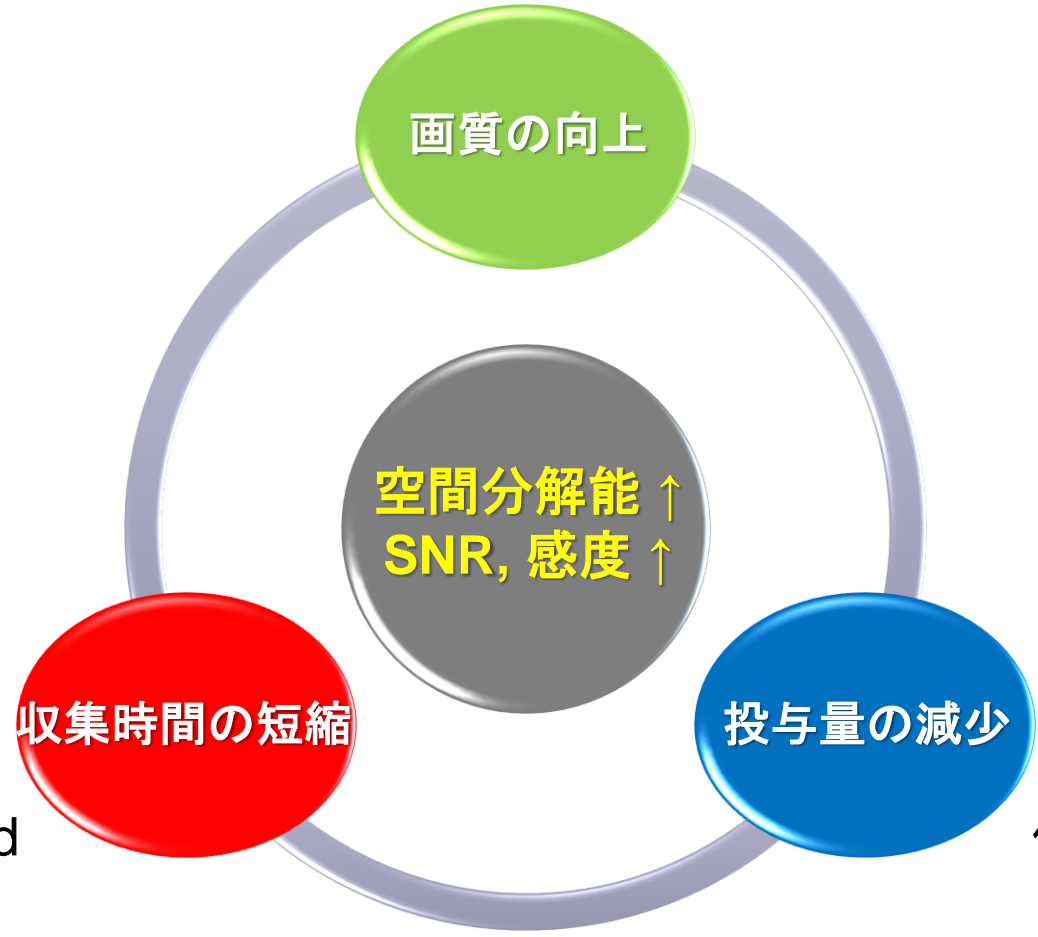 画質の向上
空間分解能 ↑
SNR, 感度 ↑
収集時間の短縮
投与量の減少
d